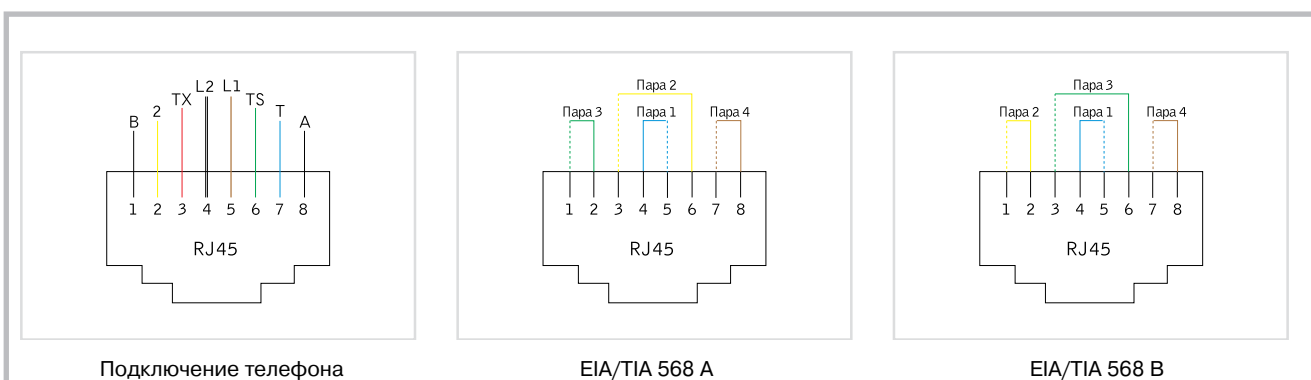 B 2 TX L2 L1 TS T A
1 2 3 4 5 6 7 8
RJ45
Подключение телефона
Пара 2
Пара 3 Пара 1 Пара 4
1 2 3 4 5 6 7 8
RJ45
EIA/TIA 568 A
Пара 3
Пара 2 Пара 1 Пара 4
1 2 3 4 5 6 7 8
RJ45
EIA/TIA 568 B